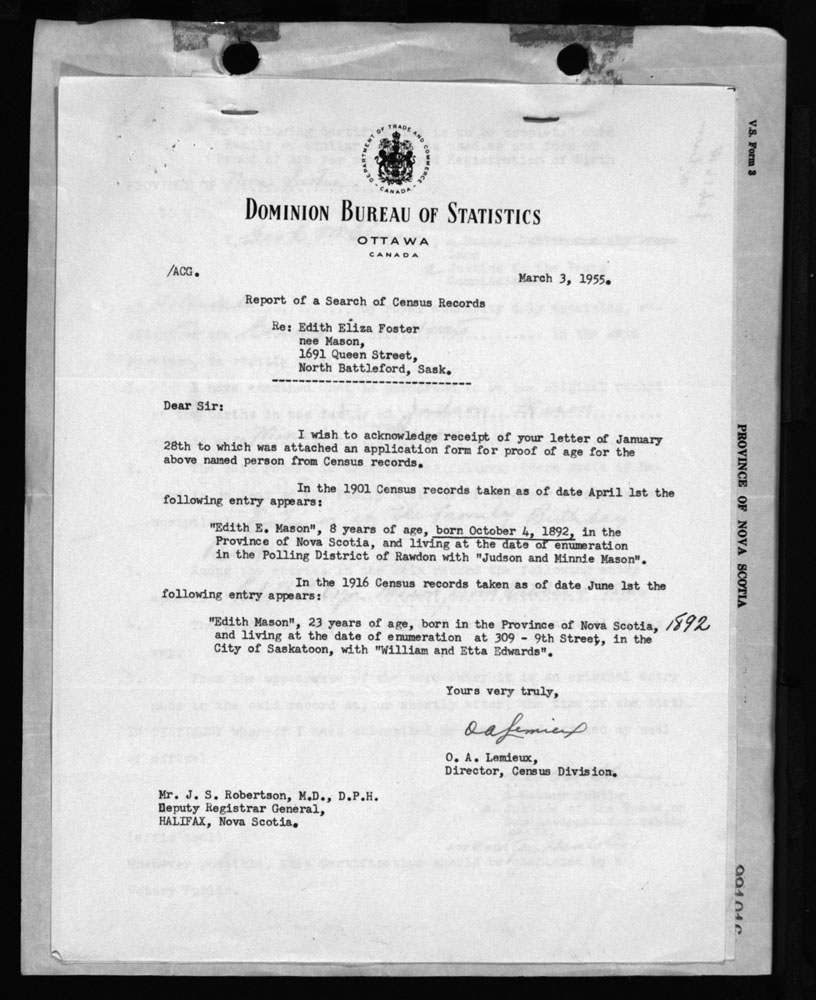 V.S. Form 3
DEPARTMENT OF TRADE AND COMMERCE
CANADA
DOMINION BUREAU OF STATISTICS
OTTAWA
CANADA
/ACG.
March 3, 1955.
Report of a Search of Census Records
Re: Edith Eliza Foster
nee Mason,
1691 Queen Street,
North Battleford, Sask.
Dear Sir:
I wish to acknowledge receipt of your letter of January
28th to which was attached an application form for proof of age for the
above named person from Census records.
In the 1901 Census records taken as of date April 1st the
following entry appears:
"Edith E. Mason", 8 years of age, born October 4, 1892, in the
Province of Nova Scotia, and living at the date of enumeration
in the Polling District of Rawdon with "Judson and Minnie Mason".
In the 1916 Census records taken as of date June 1st the
following entry appears:
"Edith Mason", 23 years of age, born in the Province of Nova Scotia, 1892
and living at the date of enumeration at 309 - 9th Street, in the
City of Saskatoon, with "William and Etta Edwards".
Yours very truly,
O A Lemieux
O. A. Lemieux,
Director, Census Division.
Mr. J. S. Robertson, M.D., D.P.H.
Deputy Registrar General,
HALIFAX, Nova Scotia.
PROVINCE OF NOVA SCOTIA